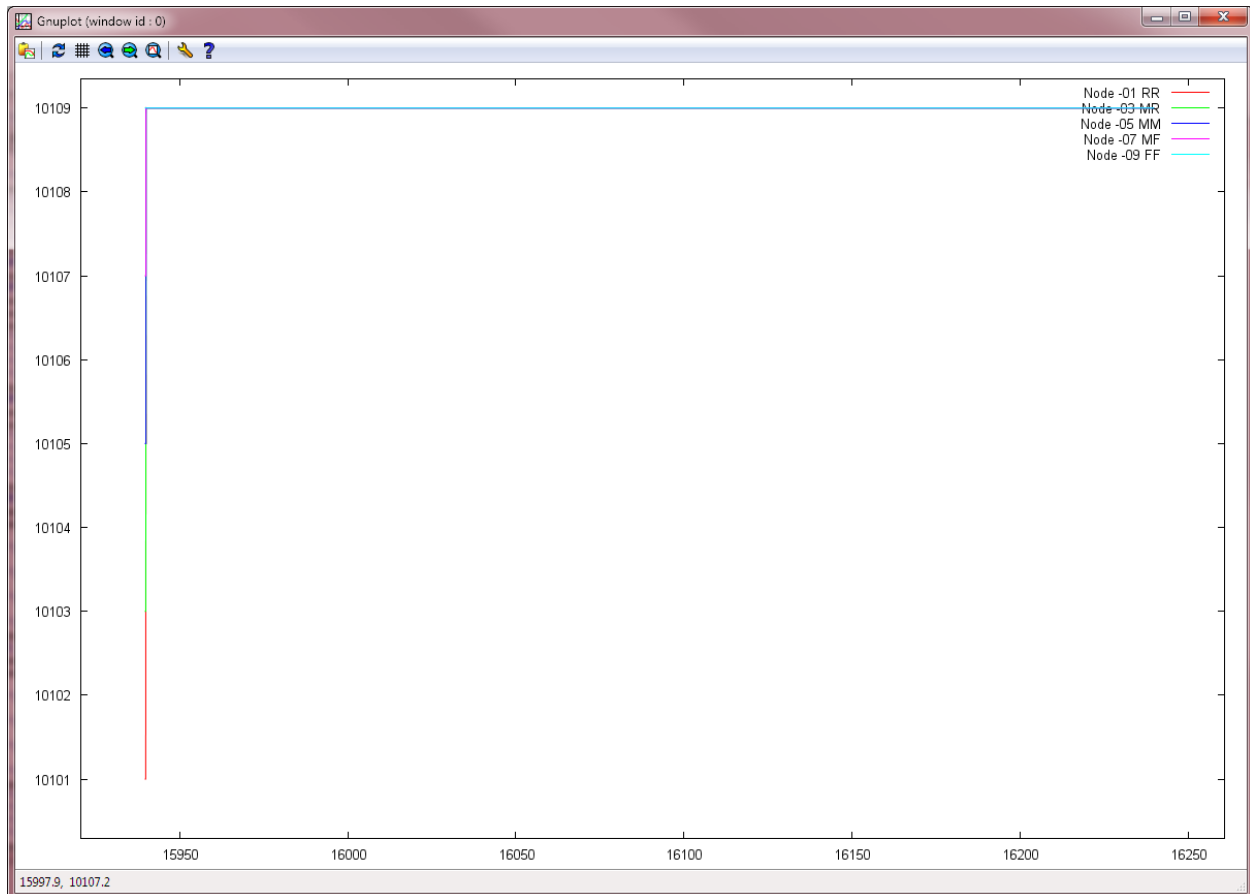 Gnuplot (window id : 0)
Node -01 RR
Node -03 MR
Node -05 MM
Node -07 MF
Node -09 FF
10109
10108
10107
10106
10105
10104
10103
10102
10101
15950 16000 16050 16100 16150 16200 16250
15997.9, 10107.2